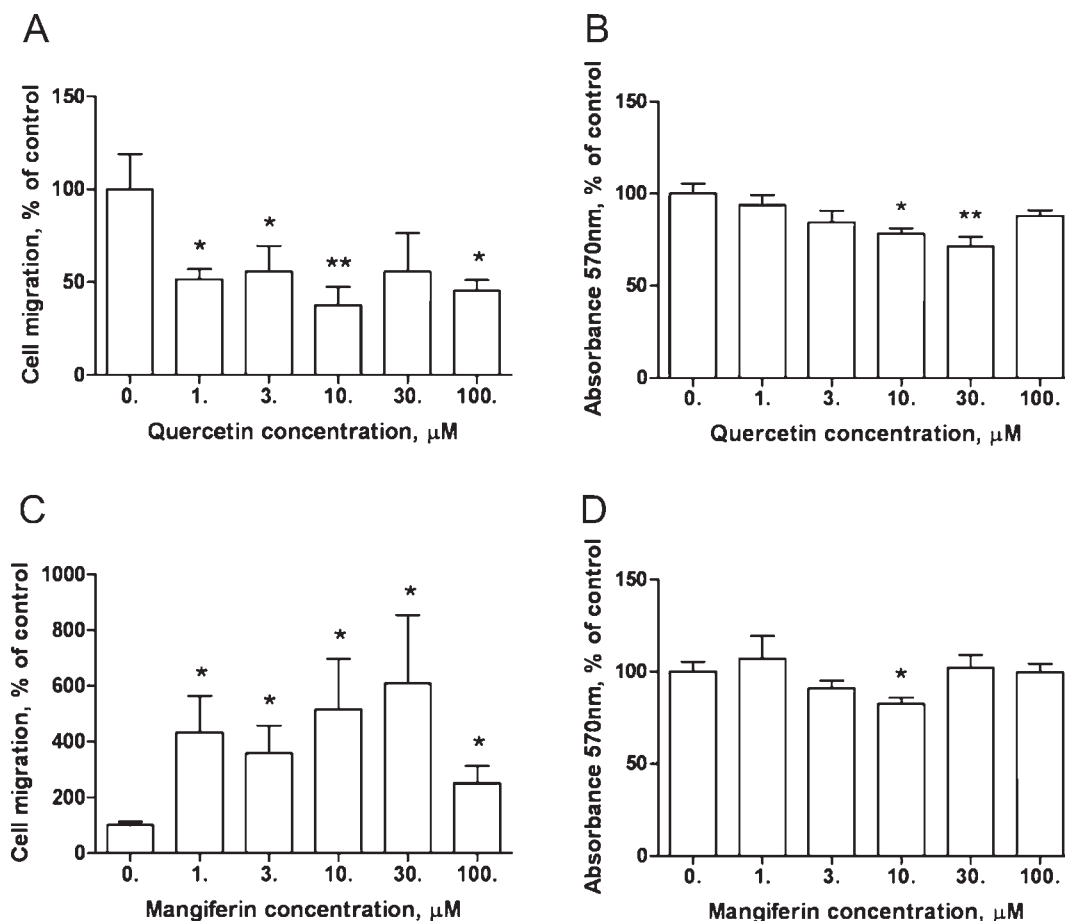 A
Cell migration, % of control
150
100
50
0
*
*
**
*
0. 1. 3. 10. 30. 100.
Quercetin concentration, µM
B
Absorbance 570nm, % of control
150
100
50
0
*
**
0. 1. 3. 10. 30. 100.
Quercetin concentration, µM
C
Cell migration, % of control
1000
800
600
400
200
0
*
*
*
*
*
0. 1. 3. 10. 30. 100.
Mangiferin concentration, µM
D
Absorbance 570nm, % of control
150
100
50
0
*
0. 1. 3. 10. 30. 100.
Mangiferin concentration, µM